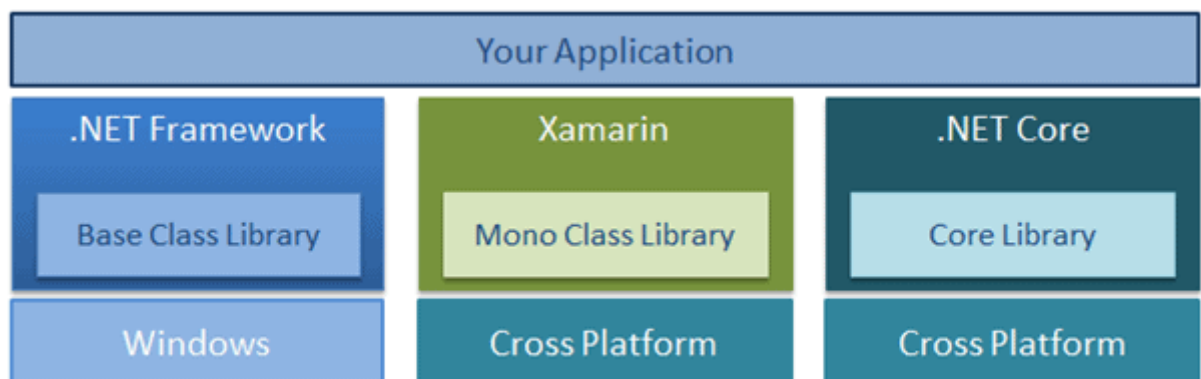 Your Application
.NET Framework
Xamarin
.NET Core
Base Class Library
Mono Class Library
Core Library
Windows
Cross Platform
Cross Platform